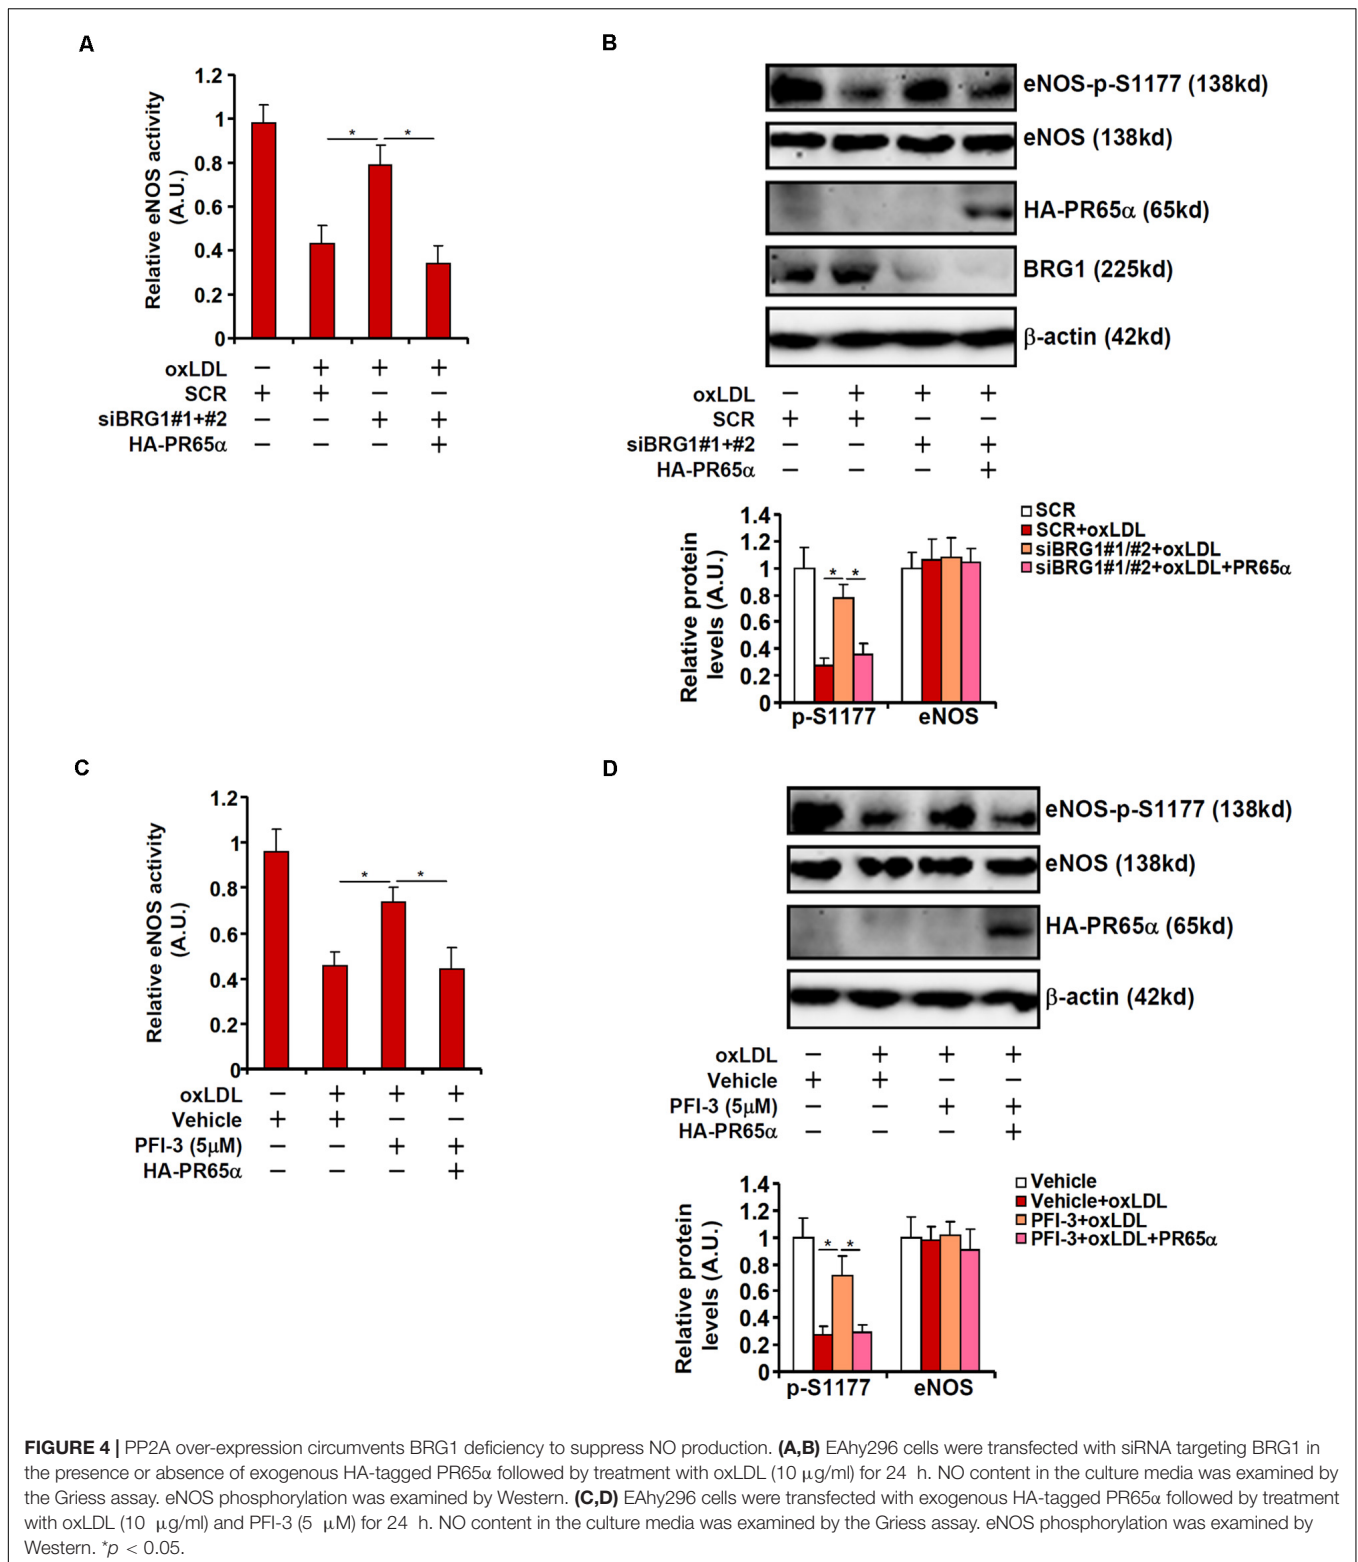 A
1.2
1
0.8
0.6
0.4
0.2
0
Relative eNOS activity
(A.U.)
* *
oxLDL − + + +
SCR + + − −
siBRG1#1+#2 − − + +
HA-PR65α − − − +
B
eNOS-p-S1177 (138kd)
eNOS (138kd)
HA-PR65α (65kd)
BRG1 (225kd)
β-actin (42kd)
oxLDL − + + +
SCR + + − −
siBRG1#1+#2 − − + +
HA-PR65α − − − +
1.4
1.2
1
0.8
0.6
0.4
0.2
0
Relative protein
levels (A.U.)
* *
p-S1177 eNOS
SCR
SCR+oxLDL
siBRG1#1/#2+oxLDL
siBRG1#1/#2+oxLDL+PR65α
C
1.2
1
0.8
0.6
0.4
0.2
0
Relative eNOS activity
(A.U.)
* *
oxLDL − + + +
Vehicle + + − −
PFI-3 (5μM) − − + +
HA-PR65α − − − +
D
eNOS-p-S1177 (138kd)
eNOS (138kd)
HA-PR65α (65kd)
β-actin (42kd)
oxLDL − + + +
Vehicle + + − −
PFI-3 (5μM) − − + +
HA-PR65α − − − +
1.4
1.2
1
0.8
0.6
0.4
0.2
0
Relative protein
levels (A.U.)
* *
p-S1177 eNOS
Vehicle
Vehicle+oxLDL
PFI-3+oxLDL
PFI-3+oxLDL+PR65α
FIGURE 4 | PP2A over-expression circumvents BRG1 deficiency to suppress NO production. (A,B) EAhy296 cells were transfected with siRNA targeting BRG1 in
the presence or absence of exogenous HA-tagged PR65α followed by treatment with oxLDL (10 μg/ml) for 24 h. NO content in the culture media was examined by
the Griess assay. eNOS phosphorylation was examined by Western. (C,D) EAhy296 cells were transfected with exogenous HA-tagged PR65α followed by treatment
with oxLDL (10 μg/ml) and PFI-3 (5 μM) for 24 h. NO content in the culture media was examined by the Griess assay. eNOS phosphorylation was examined by
Western. *p < 0.05.